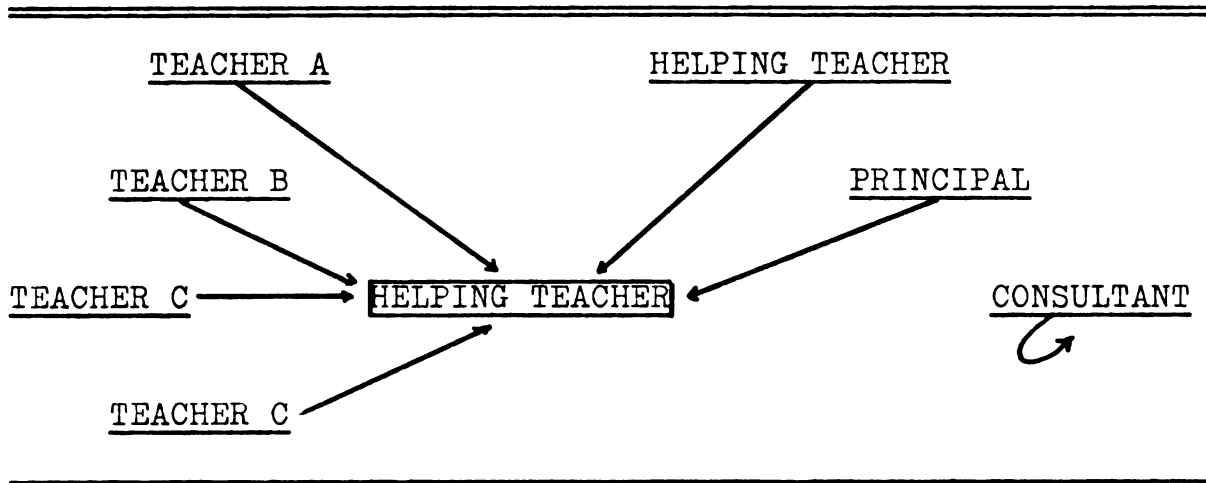 TEACHER A
HELPING TEACHER
TEACHER B
PRINCIPAL
TEACHER C
HELPING TEACHER
CONSULTANT
TEACHER C